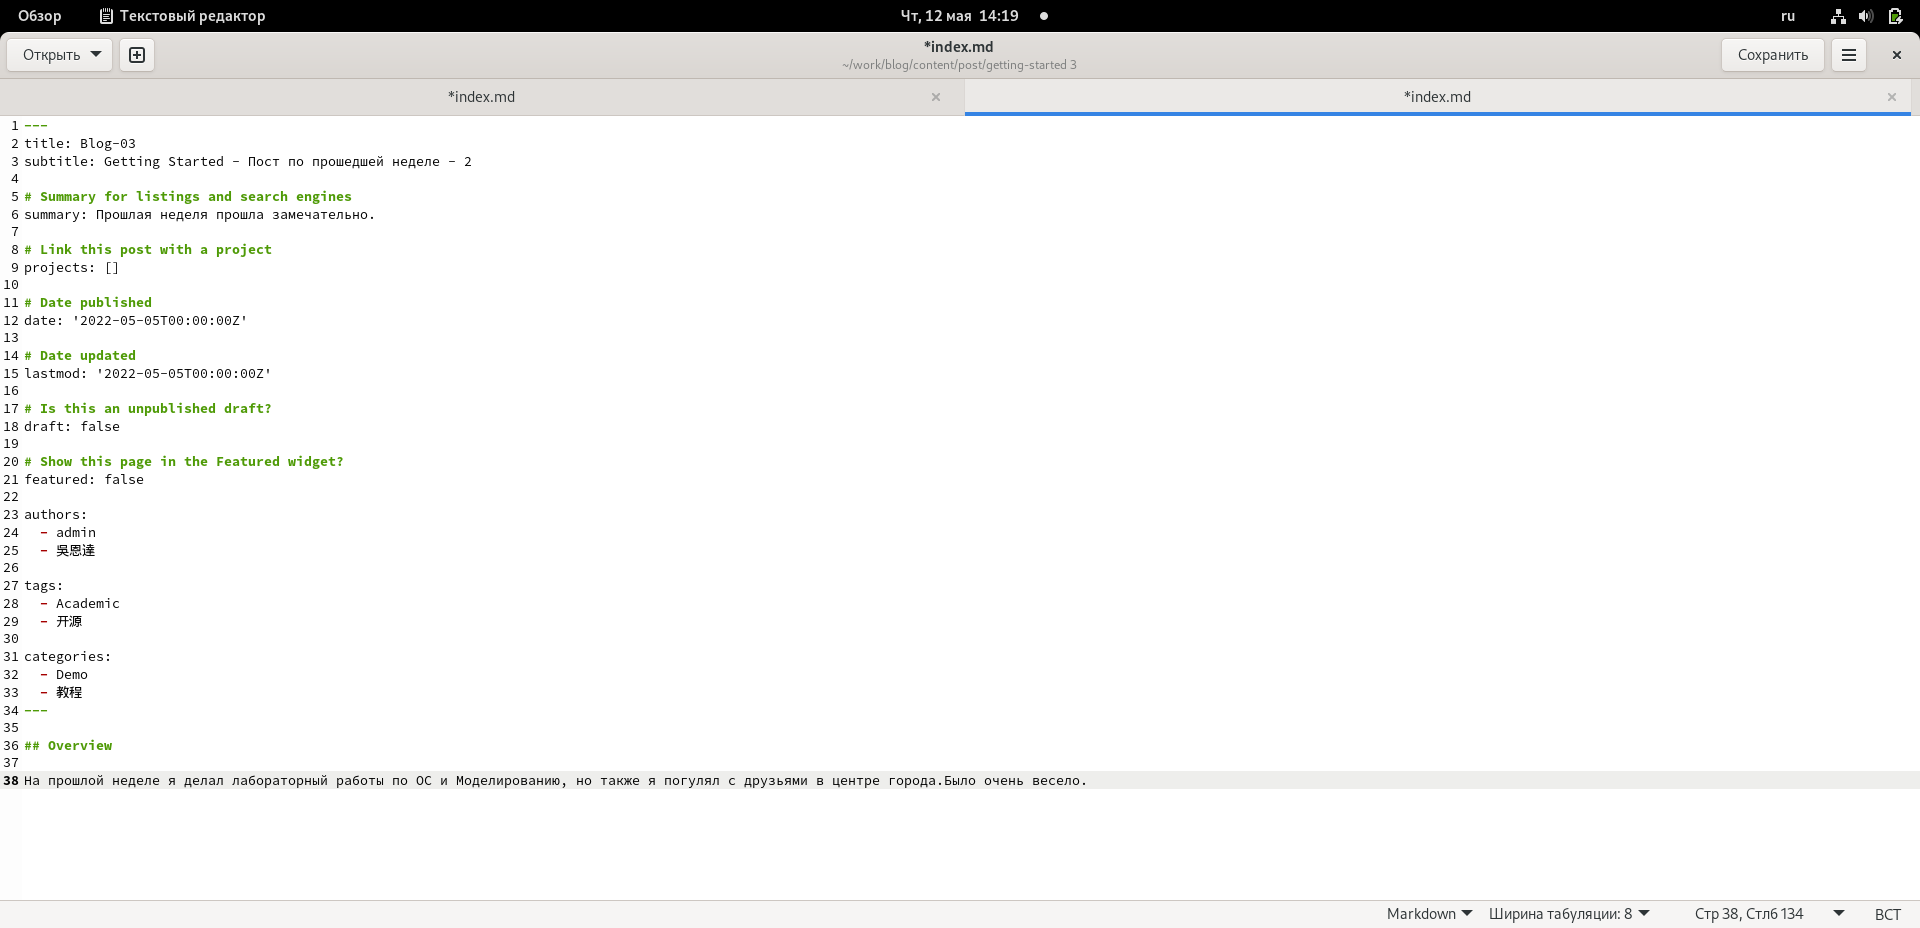 Обзор Текстовый редактор Чт, 12 мая 14:19 ru
Открыть *index.md Сохранить
~/work/blog/content/post/getting-started 3
*index.md *index.md
1 ---
2 title: Blog-03
3 subtitle: Getting Started - Пост по прошедшей неделе - 2
4
5 # Summary for listings and search engines
6 summary: Прошлая неделя прошла замечательно.
7
8 # Link this post with a project
9 projects: []
10
11 # Date published
12 date: '2022-05-05T00:00:00Z'
13
14 # Date updated
15 lastmod: '2022-05-05T00:00:00Z'
16
17 # Is this an unpublished draft?
18 draft: false
19
20 # Show this page in the Featured widget?
21 featured: false
22
23 authors:
24 - admin
25 - 吳恩達
26
27 tags:
28 - Academic
29 - 开源
30
31 categories:
32 - Demo
33 - 教程
34 ---
35
36 ## Overview
37
38 На прошлой неделе я делал лабораторный работы по ОС и Моделированию, но также я погулял с друзьями в центре города.Было очень весело.
Markdown Ширина табуляции: 8 Стр 38, Стлб 134 ВСТ